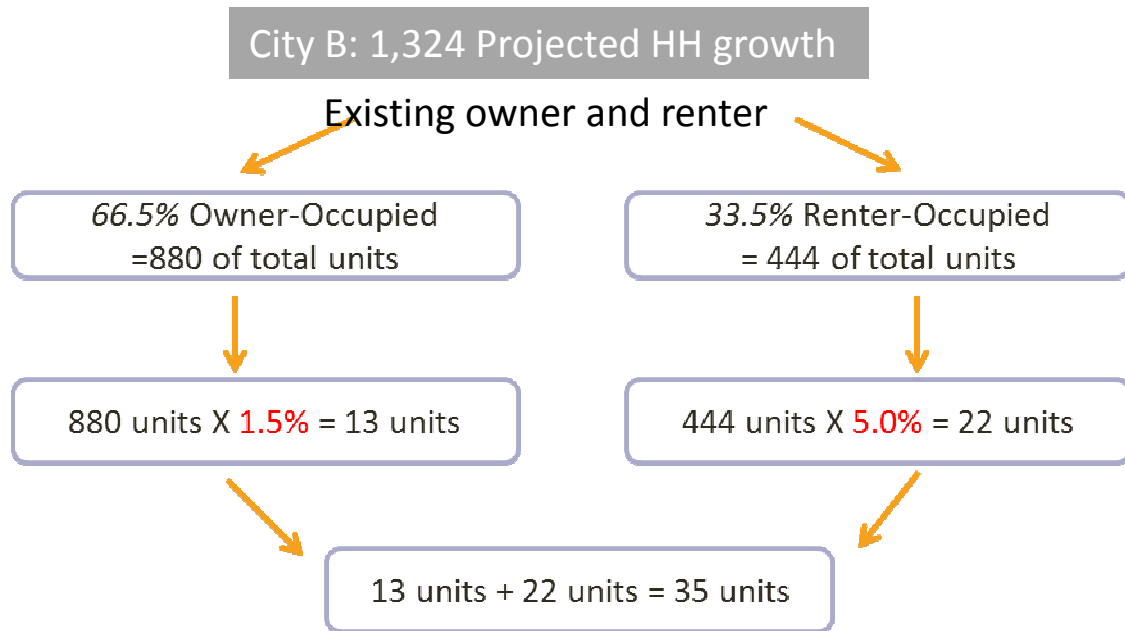 City B: 1,324 Projected HH growth
Existing owner and renter
66.5% Owner-Occupied
=880 of total units
33.5% Renter-Occupied
= 444 of total units
880 units X 1.5% = 13 units
444 units X 5.0% = 22 units
13 units + 22 units = 35 units